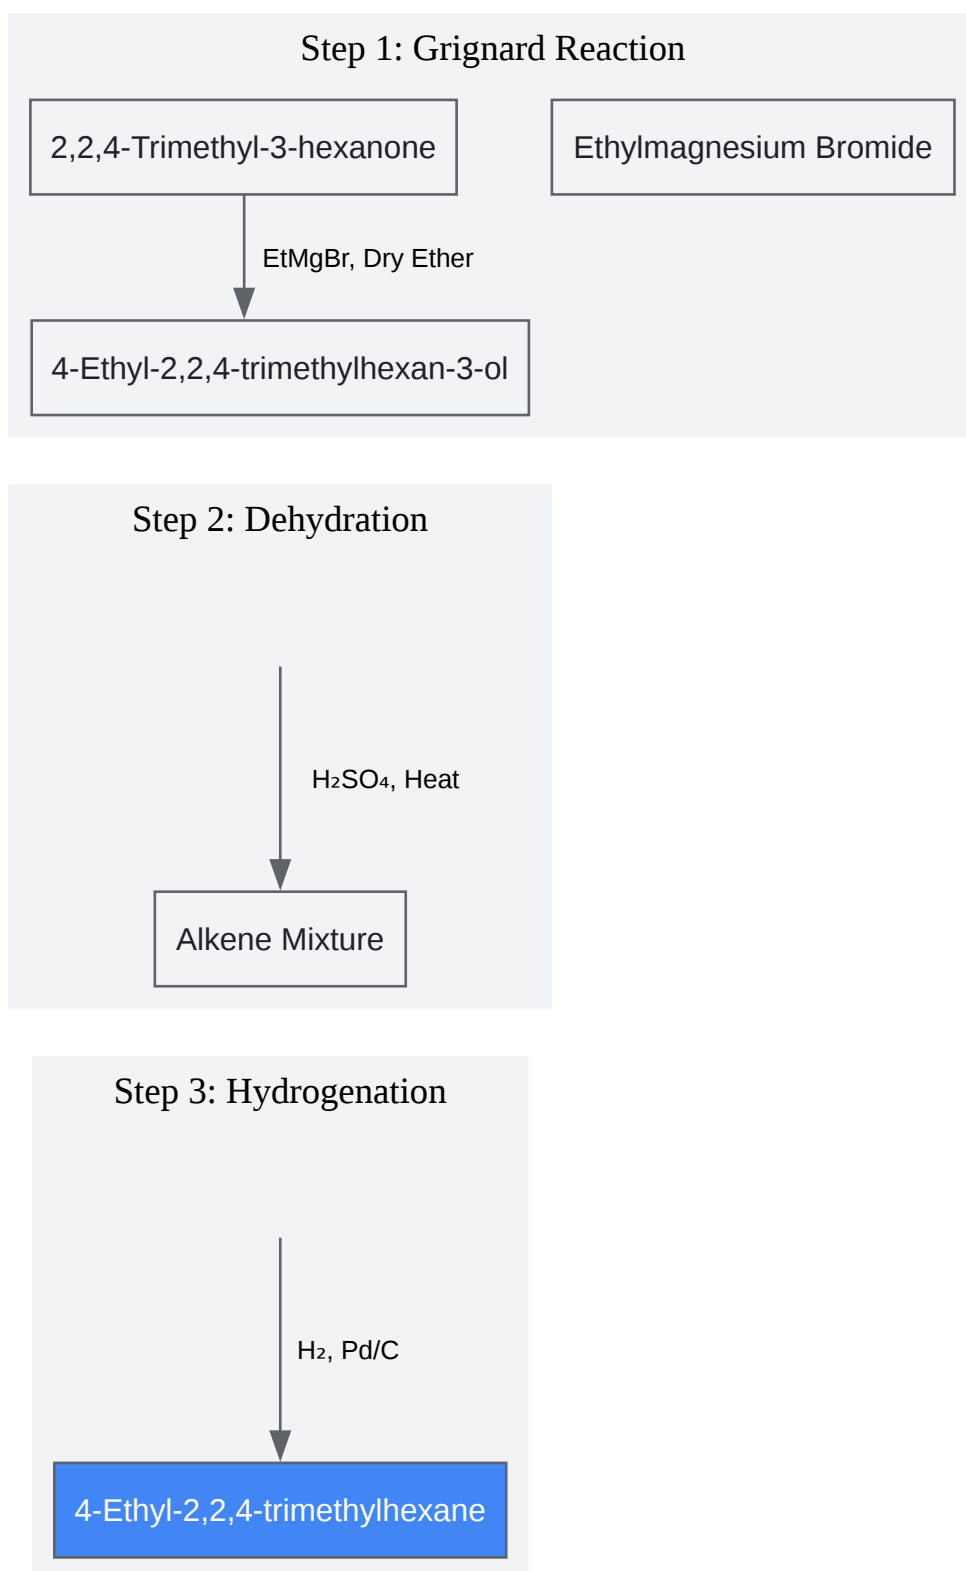 Step 1: Grignard Reaction
2,2,4-Trimethyl-3-hexanone
Ethylmagnesium Bromide
EtMgBr, Dry Ether
4-Ethyl-2,2,4-trimethylhexan-3-ol
Step 2: Dehydration
H₂SO₄, Heat
Alkene Mixture
Step 3: Hydrogenation
H₂, Pd/C
4-Ethyl-2,2,4-trimethylhexane